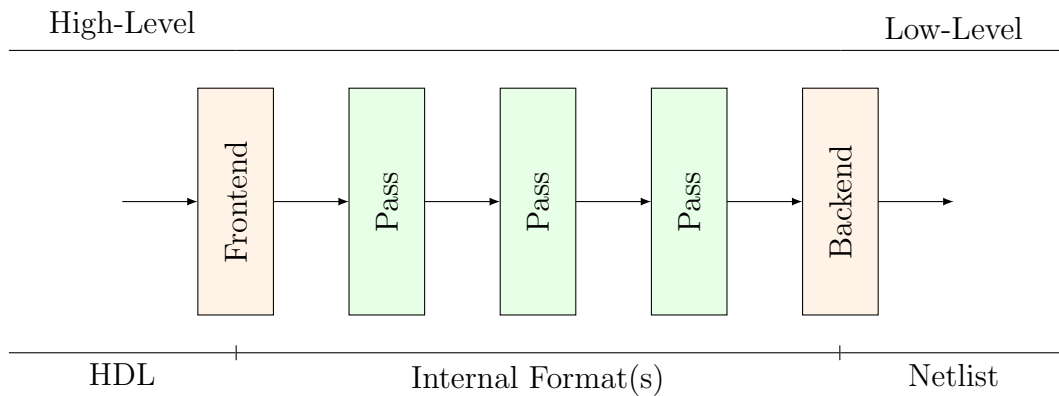 High-Level
Low-Level
Frontend
Pass
Pass
Pass
Backend
HDL
Internal Format(s)
Netlist